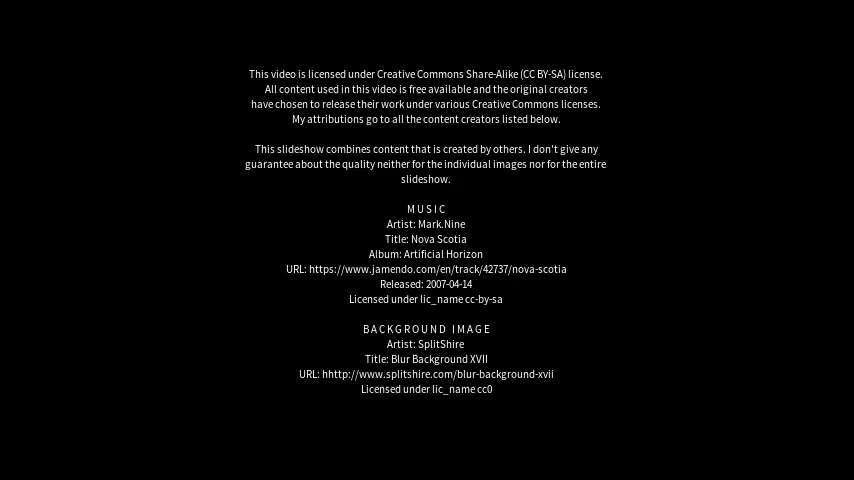 This video is licensed under Creative Commons Share-Alike (CC BY-SA) license.
All content used in this video is free available and the original creators
have chosen to release their work under various Creative Commons licenses.
My attributions go to all the content creators listed below.
This slideshow combines content that is created by others. I don't give any
guarantee about the quality neither for the individual images nor for the entire
slideshow.
MUSIC
Artist: Mark.Nine
Title: Nova Scotia
Album: Artificial Horizon
URL: https://www.jamendo.com/en/track/42737/nova-scotia
Released: 2007-04-14
Licensed under lic_name cc-by-sa
BACKGROUND IMAGE
Artist: SplitShire
Title: Blur Background XVII
URL: hhttp://www.splitshire.com/blur-background-xvii
Licensed under lic_name cc0